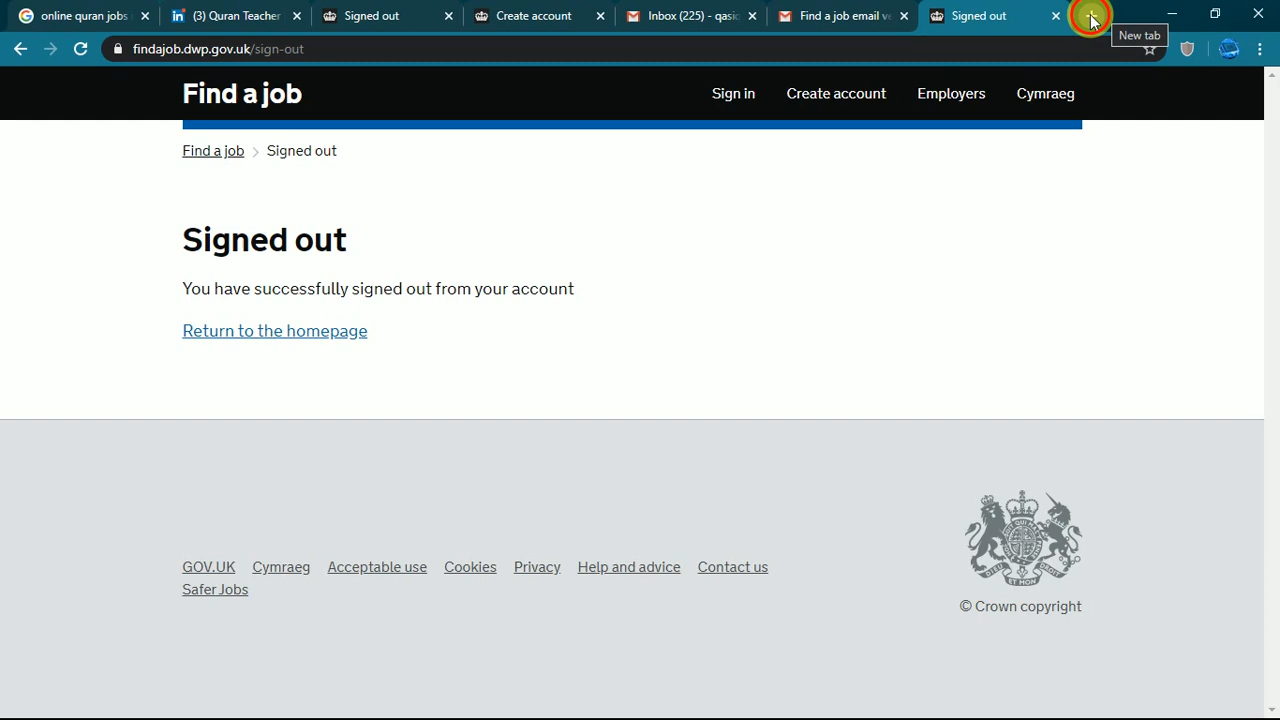 online quran jobs
(3) Quran Teacher
Signed out
Create account
Inbox (225) - qasi
Find a job email ve
Signed out
New tab
findajob.dwp.gov.uk/sign-out
Find a job
Sign in
Create account
Employers
Cymraeg
Find a job > Signed out
Signed out
You have successfully signed out from your account
Return to the homepage
GOV.UK Cymraeg Acceptable use Cookies Privacy Help and advice Contact us
Safer Jobs
© Crown copyright